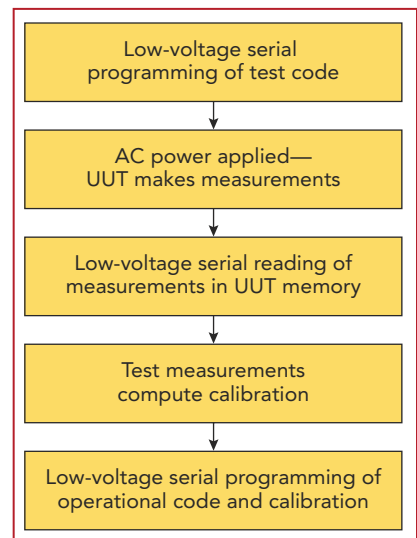 Low-voltage serial
programming of test code
AC power applied—
UUT makes measurements
Low-voltage serial reading of
measurements in UUT memory
Test measurements
compute calibration
Low-voltage serial programming of
operational code and calibration